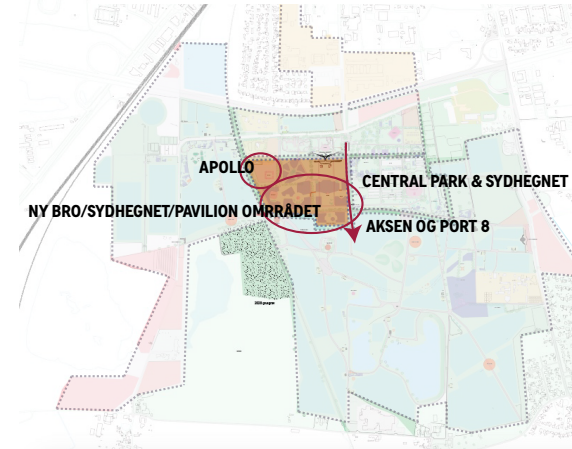 APOLLO
CENTRAL PARK & SYDHEGNET
NY BRO/SYDHEGNET/PAVILION OMRRÅDET
AKSEN OG PORT 8